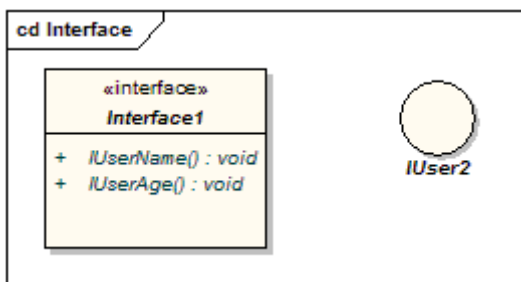 cd Interface
«interface»
Interface1
+ IUserName() : void
+ IUserAge() : void
IUser2